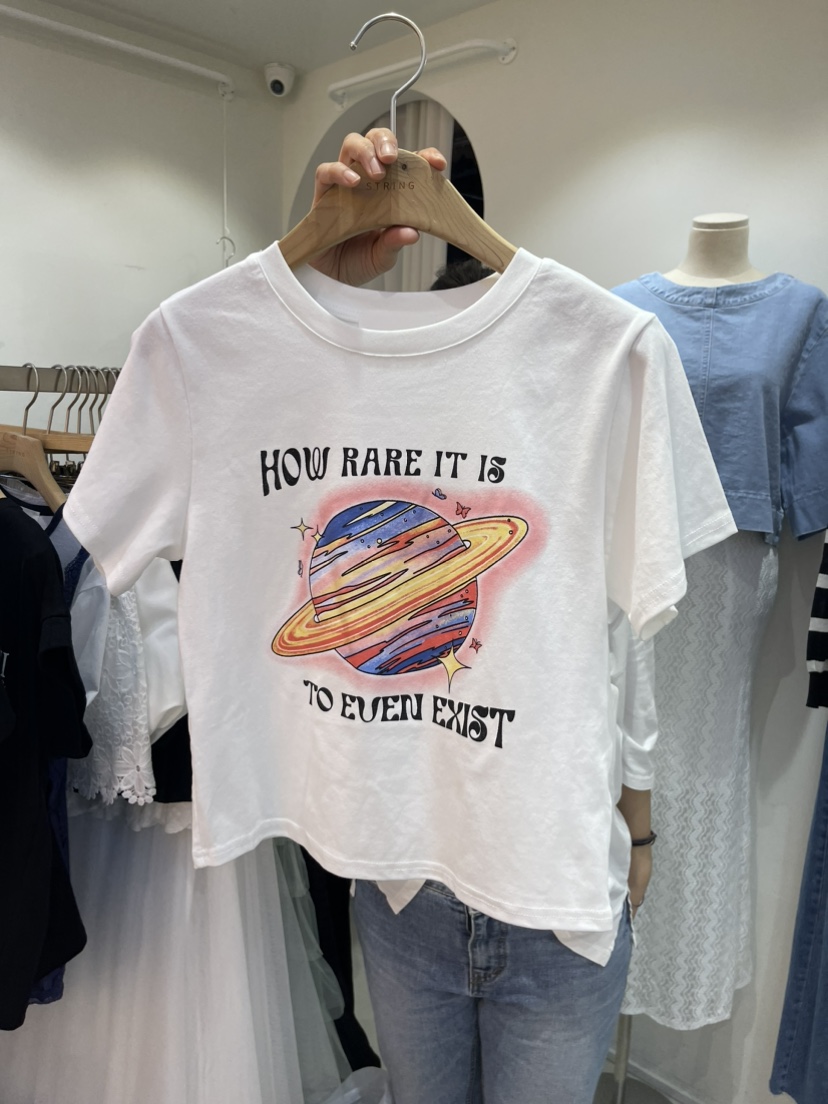 STRING
HOW RARE IT IS
TO EVEN EXIST